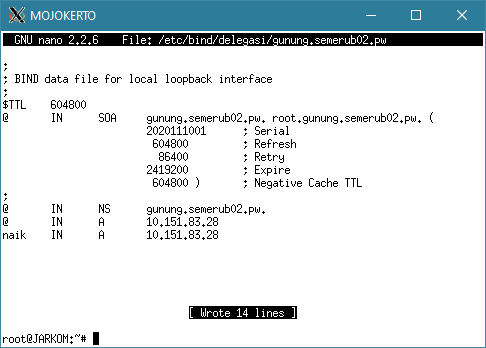 MOJOKERTO
GNU nano 2.2.6    File: /etc/bind/delegasi/gunung.semerub02.pw
;
; BIND data file for local loopback interface
;
$TTL    604800
@       IN      SOA     gunung.semerub02.pw. root.gunung.semerub02.pw. (
                        2020111001      ; Serial
                         604800         ; Refresh
                          86400         ; Retry
                        2419200         ; Expire
                         604800 )       ; Negative Cache TTL
;
@       IN      NS      gunung.semerub02.pw.
@       IN      A       10.151.83.28
naik    IN      A       10.151.83.28
[ Wrote 14 lines ]
root@JARKOM:~#